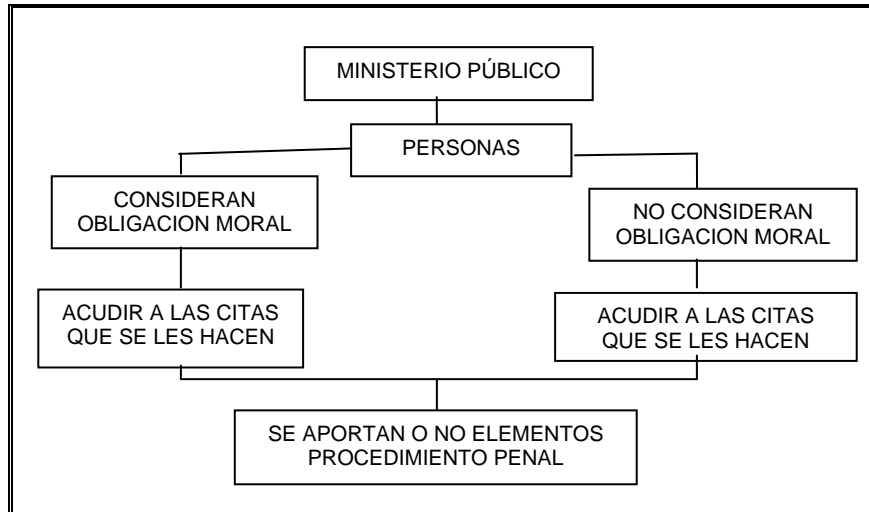 MINISTERIO PÚBLICO
PERSONAS
CONSIDERAN
OBLIGACION MORAL
NO CONSIDERAN
OBLIGACION MORAL
ACUDIR A LAS CITAS
QUE SE LES HACEN
ACUDIR A LAS CITAS
QUE SE LES HACEN
SE APORTAN O NO ELEMENTOS
PROCEDIMIENTO PENAL